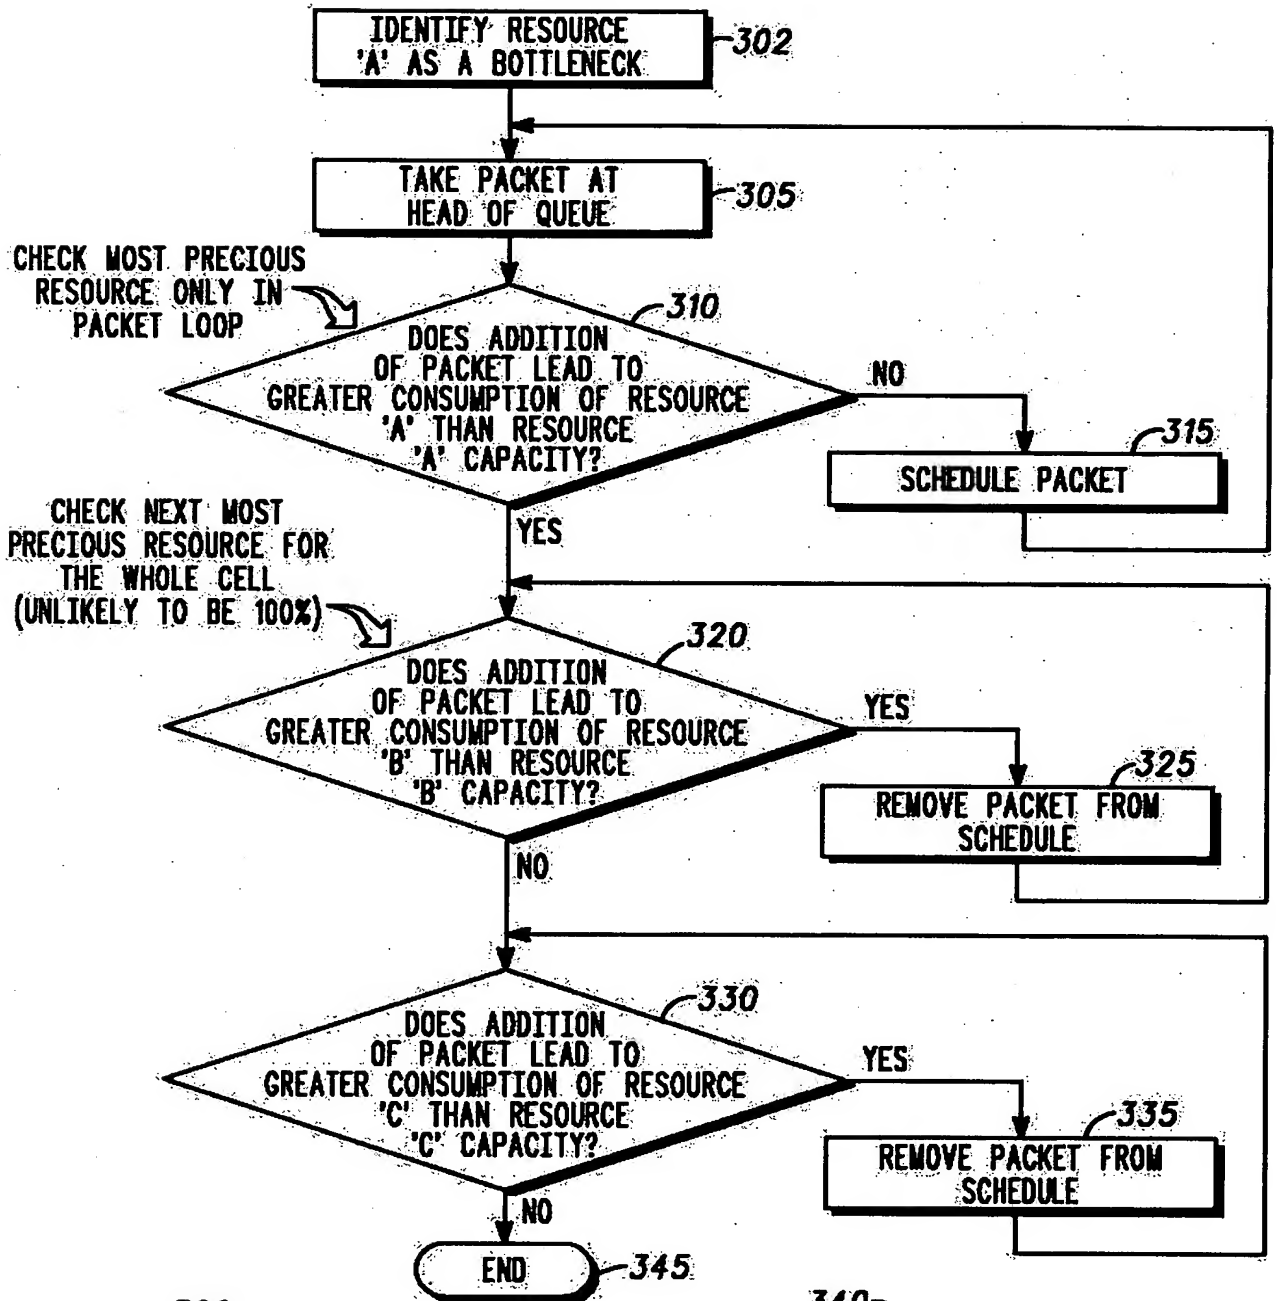 IDENTIFY RESOURCE
'A' AS A BOTTLENECK
302
TAKE PACKET AT
HEAD OF QUEUE
305
CHECK MOST PRECIOUS
RESOURCE ONLY IN
PACKET LOOP
310
DOES ADDITION
OF PACKET LEAD TO
GREATER CONSUMPTION OF RESOURCE
'A' THAN RESOURCE
'A' CAPACITY?
NO
315
SCHEDULE PACKET
YES
CHECK NEXT MOST
PRECIOUS RESOURCE FOR
THE WHOLE CELL
(UNLIKELY TO BE 100%)
320
DOES ADDITION
OF PACKET LEAD TO
GREATER CONSUMPTION OF RESOURCE
'B' THAN RESOURCE
'B' CAPACITY?
YES
325
REMOVE PACKET FROM
SCHEDULE
NO
330
DOES ADDITION
OF PACKET LEAD TO
GREATER CONSUMPTION OF RESOURCE
'C' THAN RESOURCE
'C' CAPACITY?
YES
335
REMOVE PACKET FROM
SCHEDULE
NO
END
345